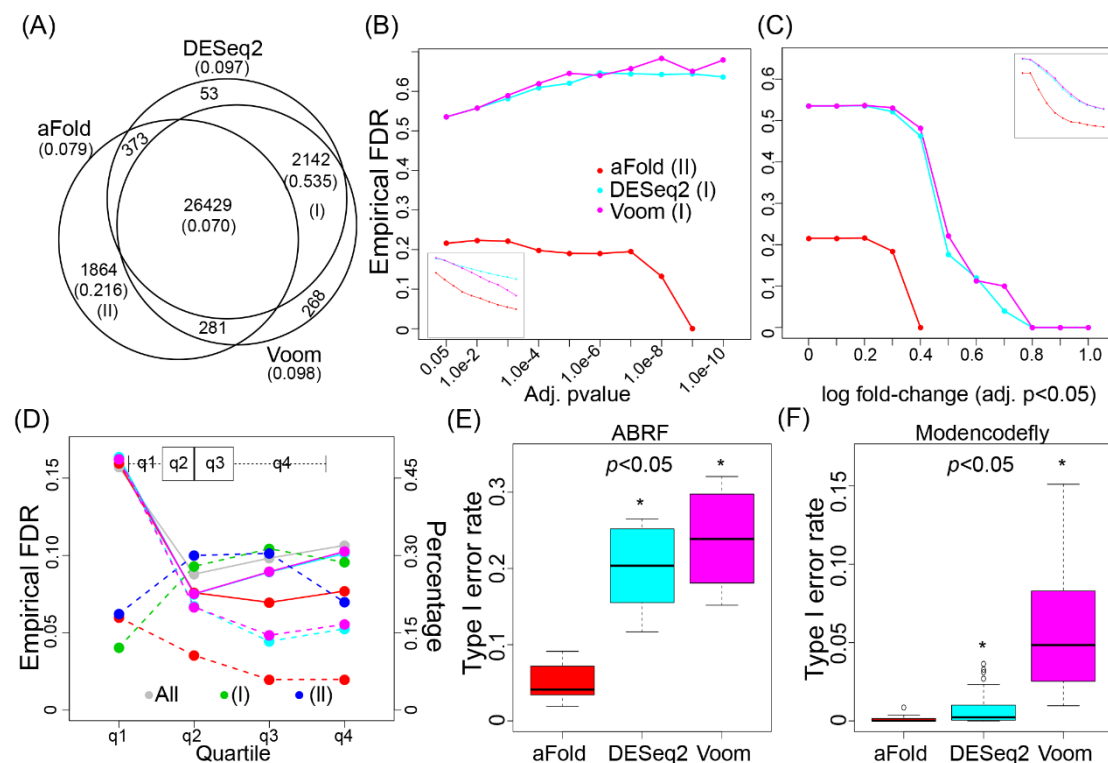 (A)
DESeq2
(0.097)
53
aFold
(0.079)
373
2142
(0.535)
(I)
26429
(0.070)
1864
(0.216)
(II)
281
268
Voom
(0.098)
(B)
Empirical FDR
0 0.1 0.2 0.3 0.4 0.5 0.6
aFold (II)
DESeq2 (I)
Voom (I)
0.05 1.0e-2 1.0e-4 1.0e-6 1.0e-8 1.0e-10
Adj. pvalue
(C)
0 0.1 0.2 0.3 0.4 0.5 0.6
0 0.2 0.4 0.6 0.8 1.0
log fold-change (adj. p<0.05)
(D)
Empirical FDR
0 0.05 0.10 0.15
q1 q2 q3 q4
Percentage
0 0.15 0.30 0.45
All (I) (II)
q1 q2 q3 q4
Quartile
(E)
ABRF
p<0.05
* *
Type I error rate
0 0.1 0.2 0.3
aFold DESeq2 Voom
(F)
Modencodefly
p<0.05
* *
Type I error rate
0 0.05 0.10 0.15
aFold DESeq2 Voom